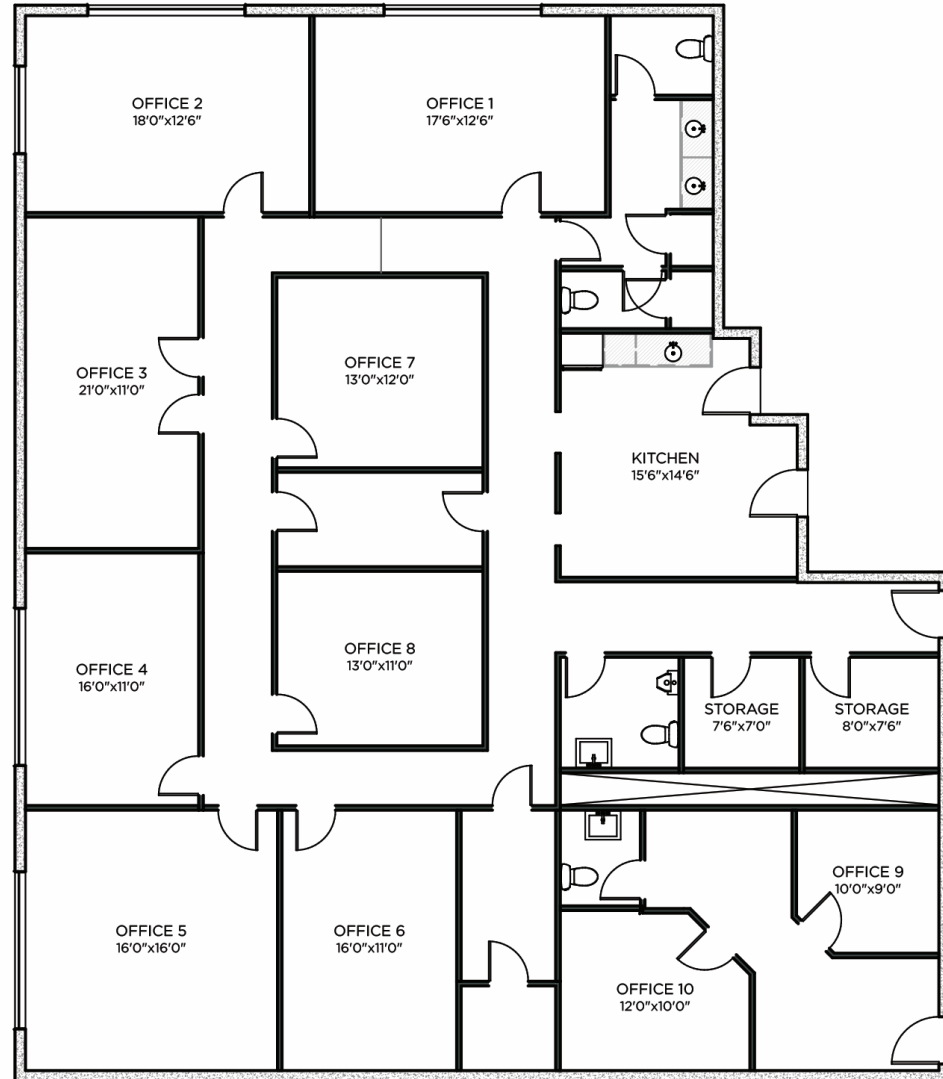 OFFICE 2
18'0"x12'6"
OFFICE 1
17'6"x12'6"
OFFICE 3
21'0"x11'0"
OFFICE 7
13'0"x12'0"
KITCHEN
15'6"x14'6"
OFFICE 4
16'0"x11'0"
OFFICE 8
13'0"x11'0"
STORAGE
7'6"x7'0"
STORAGE
8'0"x7'6"
OFFICE 5
16'0"x16'0"
OFFICE 6
16'0"x11'0"
OFFICE 9
10'0"x9'0"
OFFICE 10
12'0"x10'0"